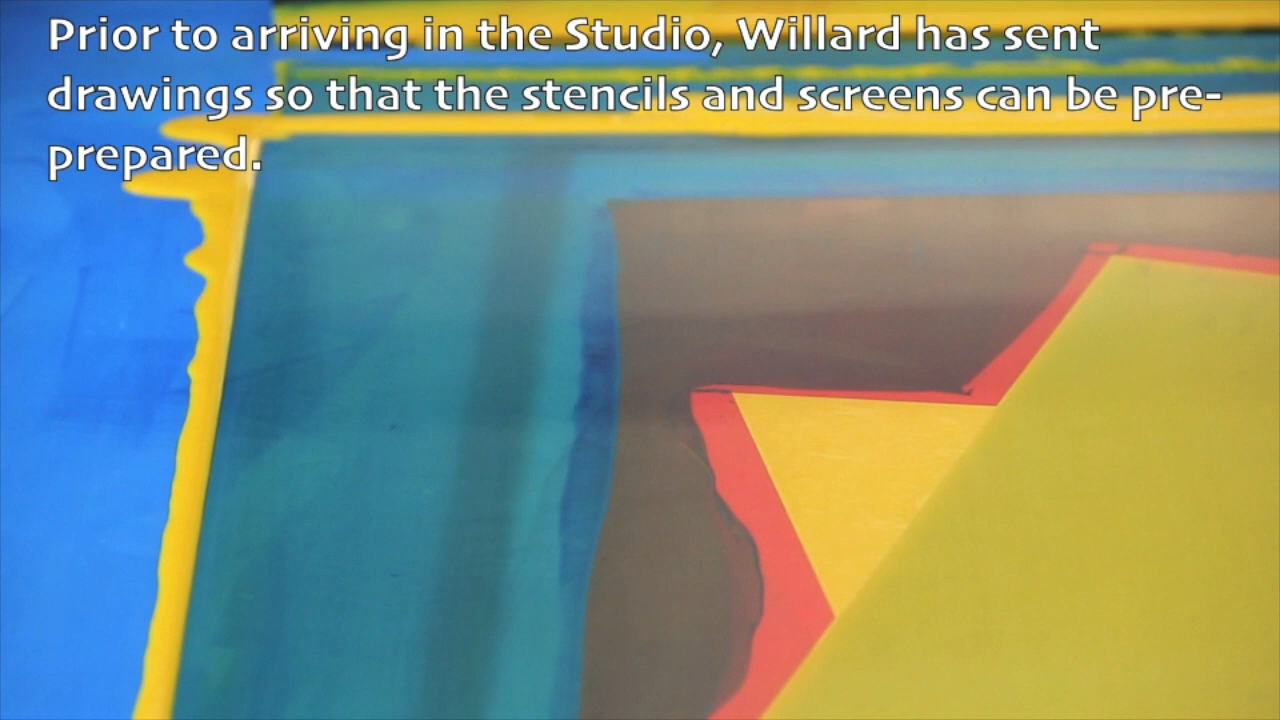 Prior to arriving in the Studio, Willard has sent
drawings so that the stencils and screens can be pre-
prepared.